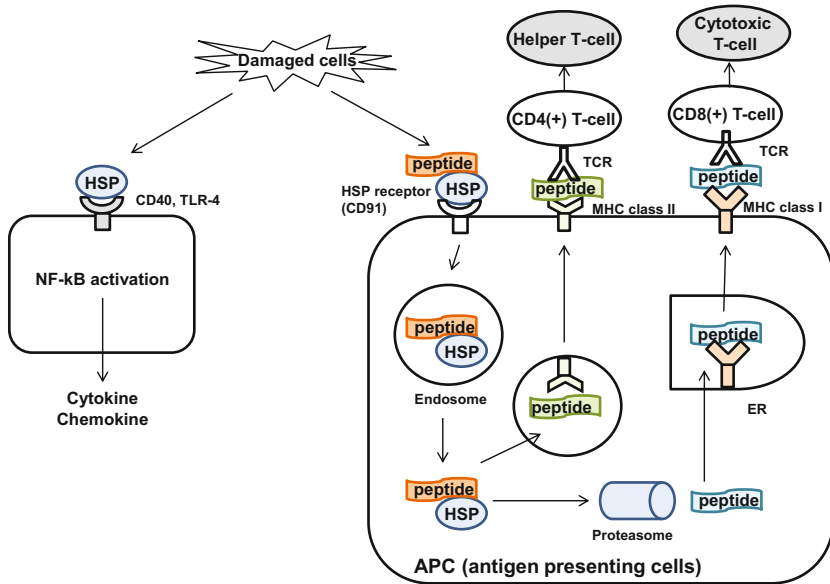 Damaged cells
HSP
CD40, TLR-4
NF-kB activation
Cytokine
Chemokine
peptide
HSP
HSP receptor
(CD91)
peptide
HSP
Endosome
peptide
HSP
Helper T-cell
CD4(+) T-cell
TCR
peptide
MHC class II
peptide
Cytotoxic
T-cell
CD8(+) T-cell
TCR
peptide
MHC class I
peptide
ER
Proteasome
peptide
APC (antigen presenting cells)